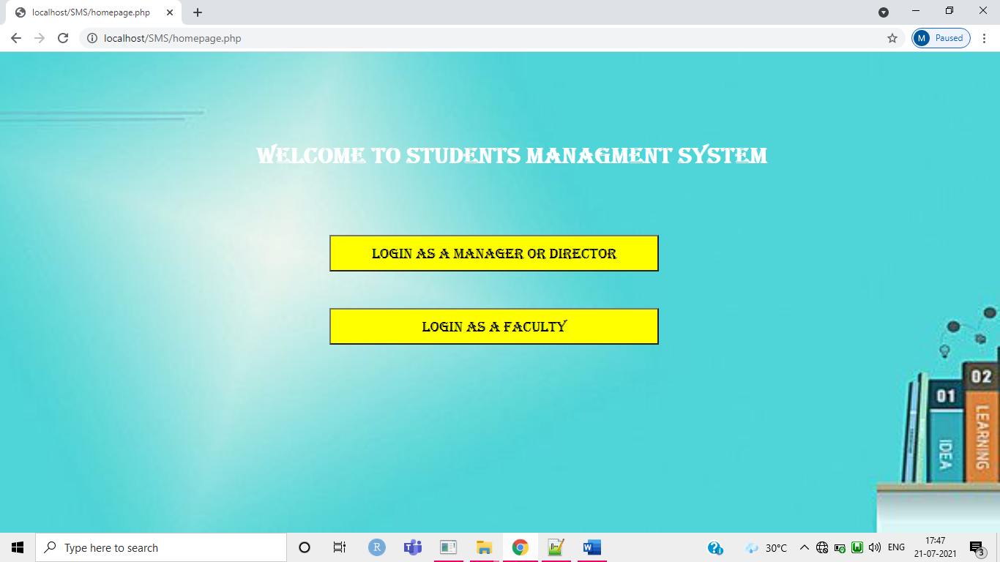 localhost/SMS/homepage.php
localhost/SMS/homepage.php
M Paused
WELCOME TO STUDENTS MANAGMENT SYSTEM
LOGIN AS A MANAGER OR DIRECTOR
LOGIN AS A FACULTY
01
IDEA
02
LEARNING
Type here to search
R
30°C
ENG
17:47
21-07-2021
3